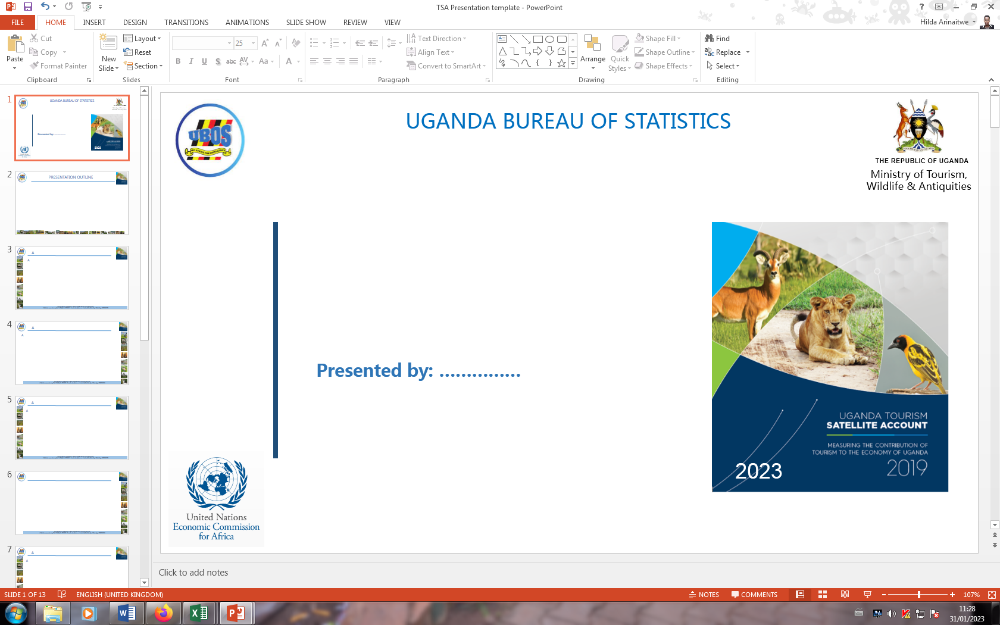 TSA Presentation template - PowerPoint
FILE
HOME
INSERT
DESIGN
TRANSITIONS
ANIMATIONS
SLIDE SHOW
REVIEW
VIEW
Hilda Arinaitwe
Paste
Cut
Copy
Format Painter
Clipboard
New
Slide
Layout
Reset
Section
Slides
25
Font
Text Direction
Align Text
Convert to SmartArt
Paragraph
Arrange
Quick
Styles
Shape Fill
Shape Outline
Shape Effects
Drawing
Find
Replace
Select
Editing
1
UGANDA BUREAU OF STATISTICS
Presented by: ...............
2023
2
PRESENTATION OUTLINE
3
A
A
4
A
A
5
A
A
6
7
A
A
UBOS
UGANDA BUREAU OF STATISTICS
THE REPUBLIC OF UGANDA
Ministry of Tourism,
Wildlife & Antiquities
Presented by: ...............
UGANDA TOURISM
SATELLITE ACCOUNT
MEASURING THE CONTRIBUTION OF
TOURISM TO THE ECONOMY OF UGANDA
2019
2023
United Nations
Economic Commission
for Africa
Click to add notes
SLIDE 1 OF 13
ENGLISH (UNITED KINGDOM)
NOTES
COMMENTS
107%
11:28
31/01/2023